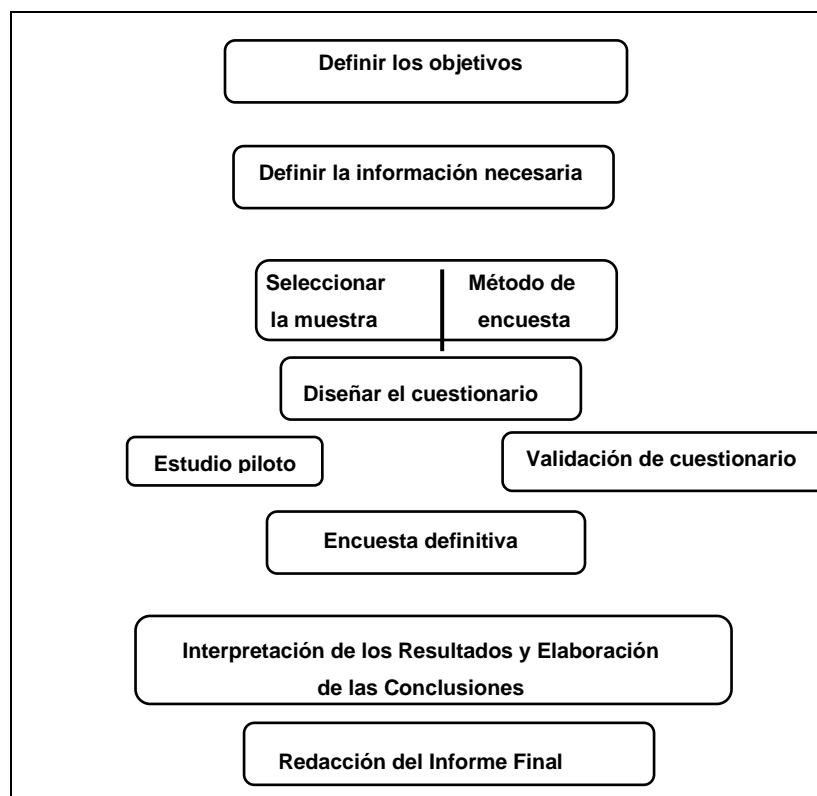 Definir los objetivos
Definir la información necesaria
Seleccionar
la muestra
Método de
encuesta
Diseñar el cuestionario
Estudio piloto
Validación de cuestionario
Encuesta definitiva
Interpretación de los Resultados y Elaboración
de las Conclusiones
Redacción del Informe Final